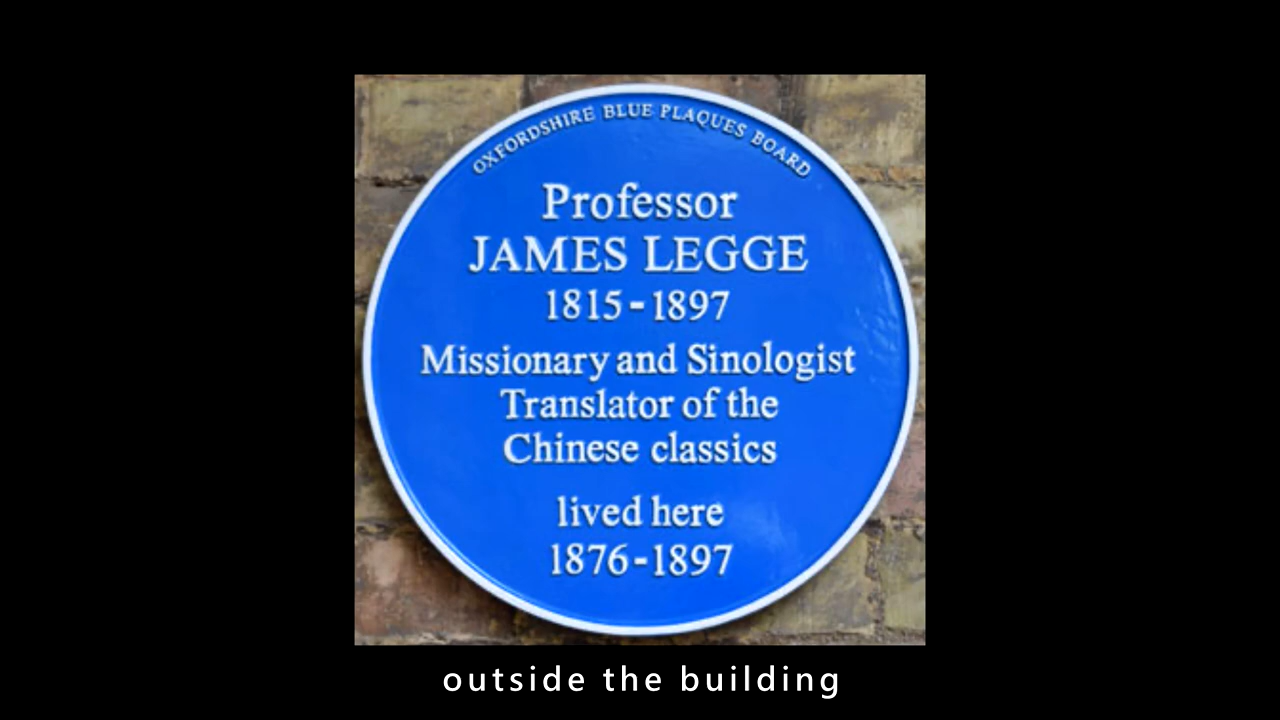 OXFORDSHIRE BLUE PLAQUES BOARD
Professor
JAMES LEGGE
1815-1897
Missionary and Sinologist
Translator of the
Chinese classics
lived here
1876-1897
outside the building